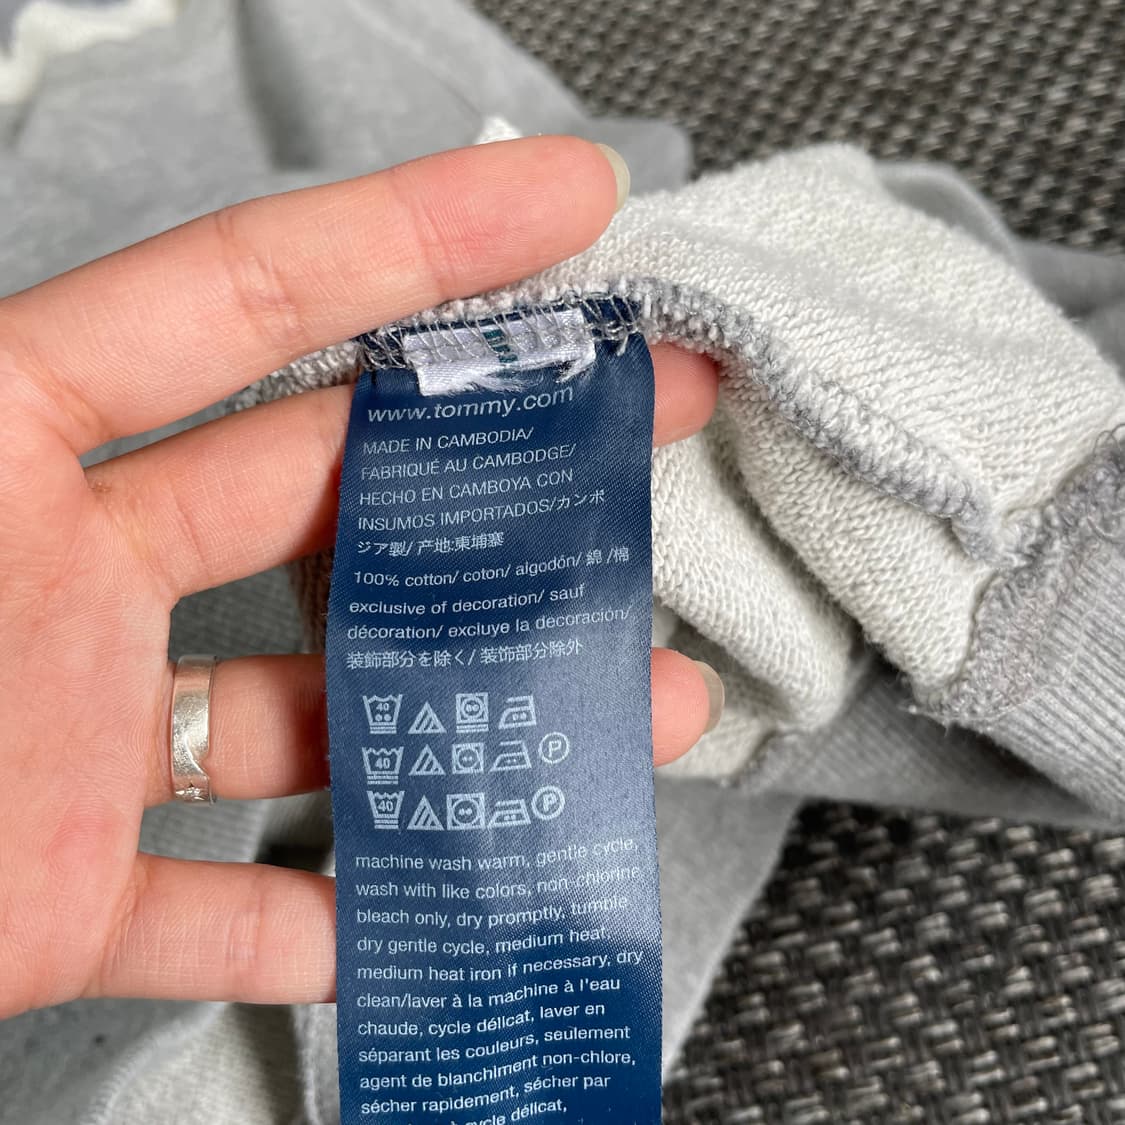 www.tommy.com
MADE IN CAMBODIA/
FABRIQUÉ AU CAMBODGE/
HECHO EN CAMBOYA CON
INSUMOS IMPORTADOS/カンボ
ジア製/ 产地:柬埔寨
100% cotton/ coton/ algodón/ 綿 /棉
exclusive of decoration/ sauf
décoration/ excluye la decoración/
装飾部分を除く/ 装饰部分除外
40
40 P
40 P
machine wash warm, gentle cycle,
wash with like colors, non-chlorine
bleach only, dry promptly, tumble
dry gentle cycle, medium heat,
medium heat iron if necessary, dry
clean/laver à la machine à l'eau
chaude, cycle délicat, laver en
séparant les couleurs, seulement
agent de blanchiment non-chlore,
sécher rapidement, sécher par
à cycle délicat,